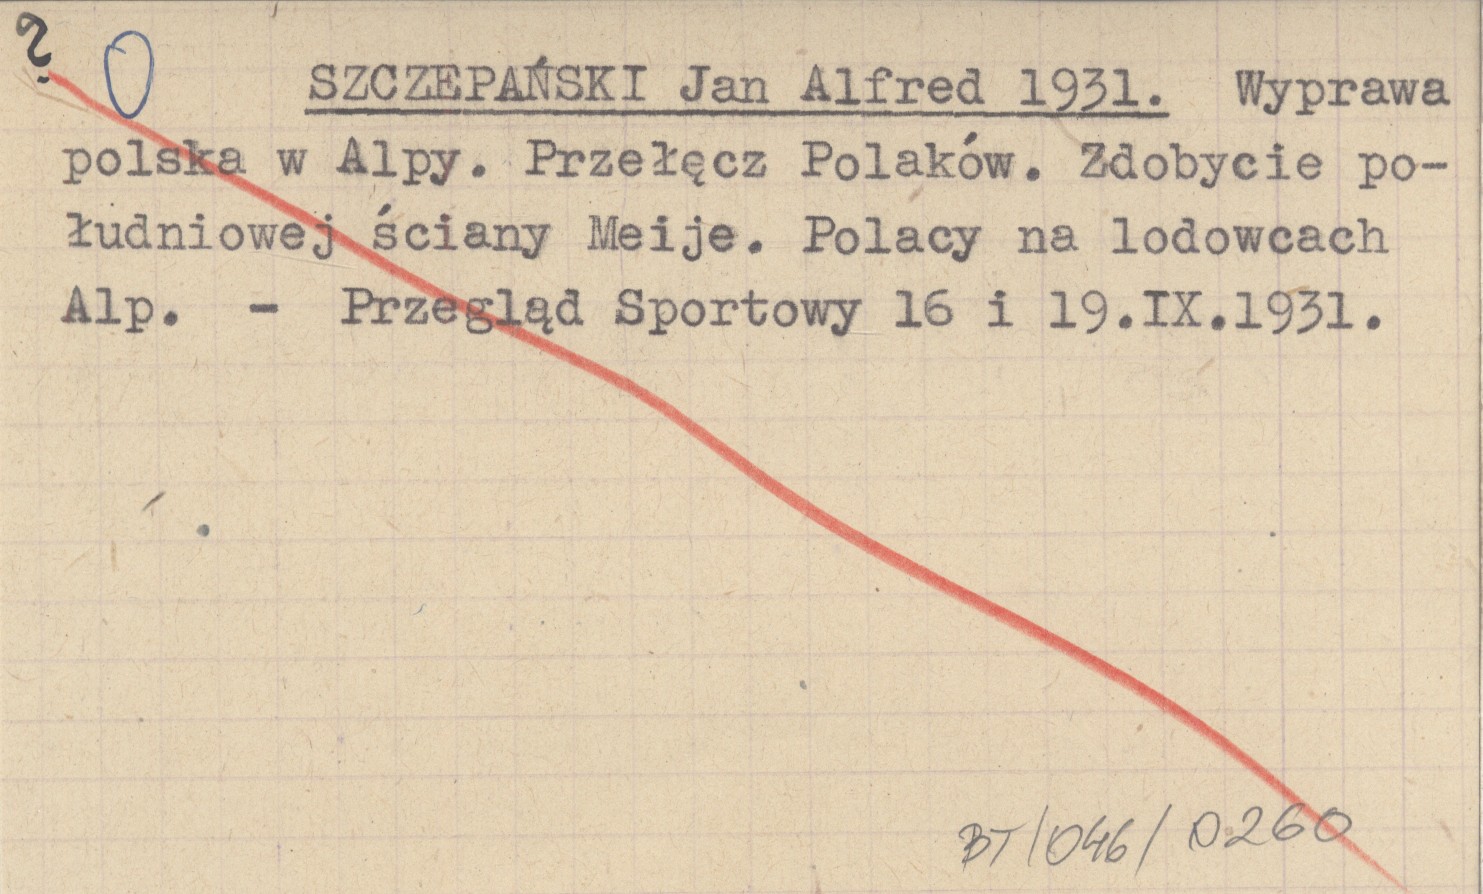 ?
SZCZEPAŃSKI Jan Alfred 1931. Wyprawa
polska w Alpy. Przełęcz Polaków. Zdobycie po-
łudniowej ściany Meije. Polacy na lodowcach
Alp. - Przegląd Sportowy 16 i 19.IX.1931.
BT/046/0260